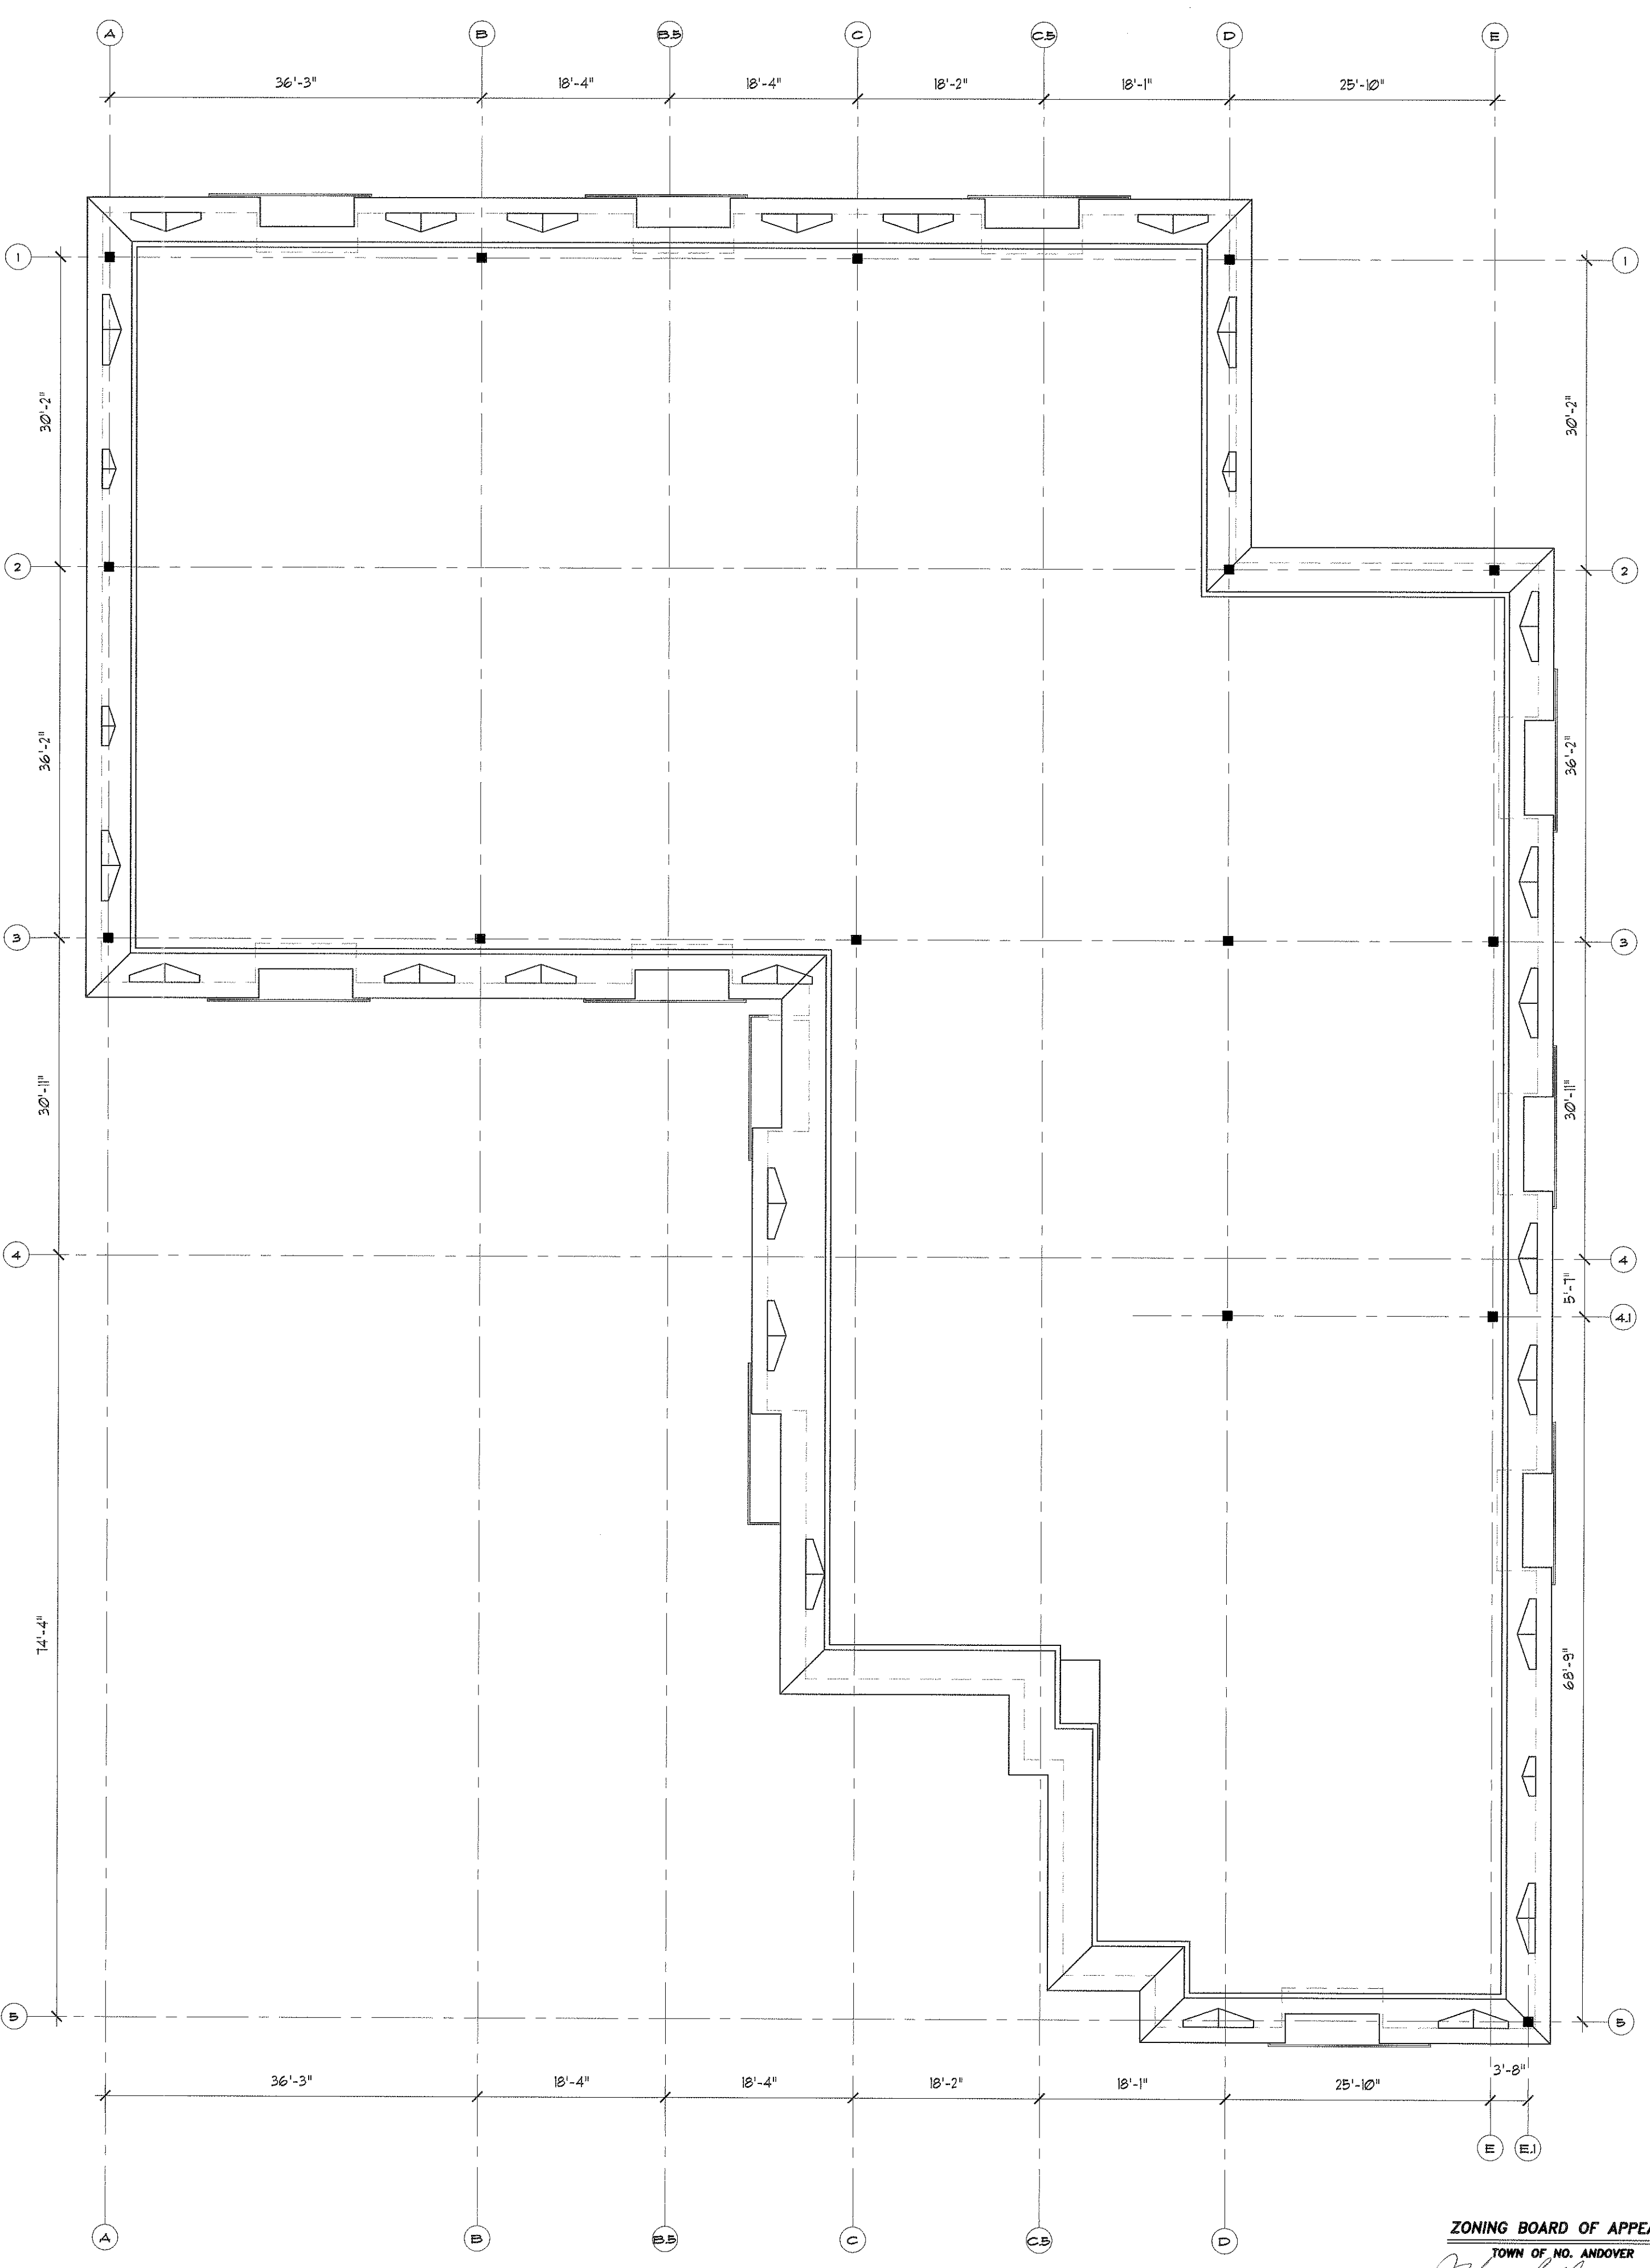 A B B.5 C C.5 D E
36'-3" 18'-4" 18'-4" 18'-2" 18'-1" 25'-10"
1 1
30'-2" 30'-2"
2 2
36'-2" 36'-2"
3 3
30'-11" 30'-11"
4 4
5'-7"
4.1
74'-4" 68'-9"
5 5
3'-8"
36'-3" 18'-4" 18'-4" 18'-2" 18'-1" 25'-10"
E E.1
A B B.5 C C.5 D
ZONING BOARD OF APPEA
TOWN OF NO. ANDOVER